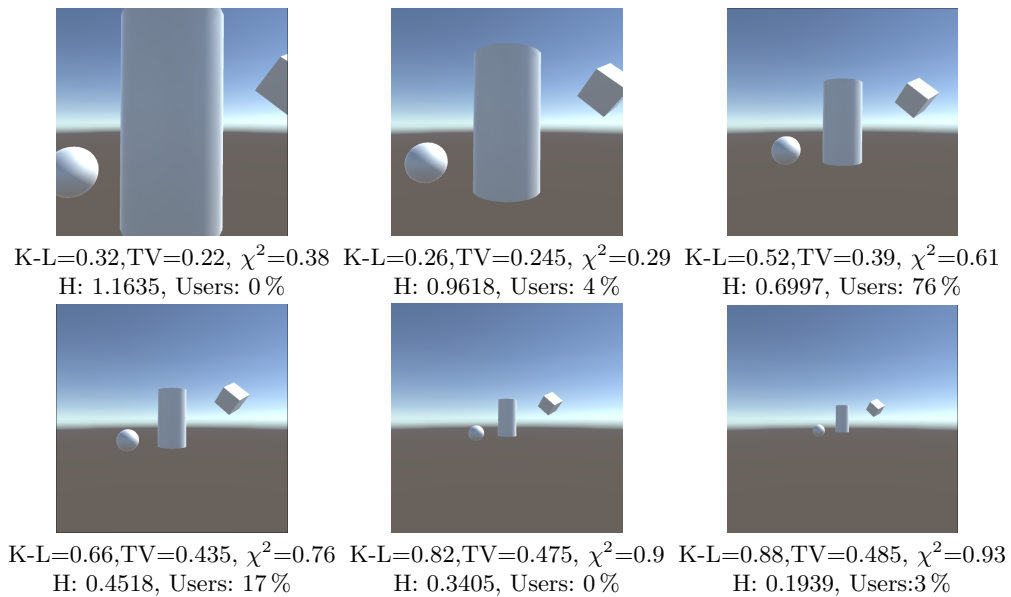 K-L=0.32,TV=0.22, χ²=0.38
H: 1.1635, Users: 0 %
K-L=0.26,TV=0.245, χ²=0.29
H: 0.9618, Users: 4 %
K-L=0.52,TV=0.39, χ²=0.61
H: 0.6997, Users: 76 %
K-L=0.66,TV=0.435, χ²=0.76
H: 0.4518, Users: 17 %
K-L=0.82,TV=0.475, χ²=0.9
H: 0.3405, Users: 0 %
K-L=0.88,TV=0.485, χ²=0.93
H: 0.1939, Users:3 %